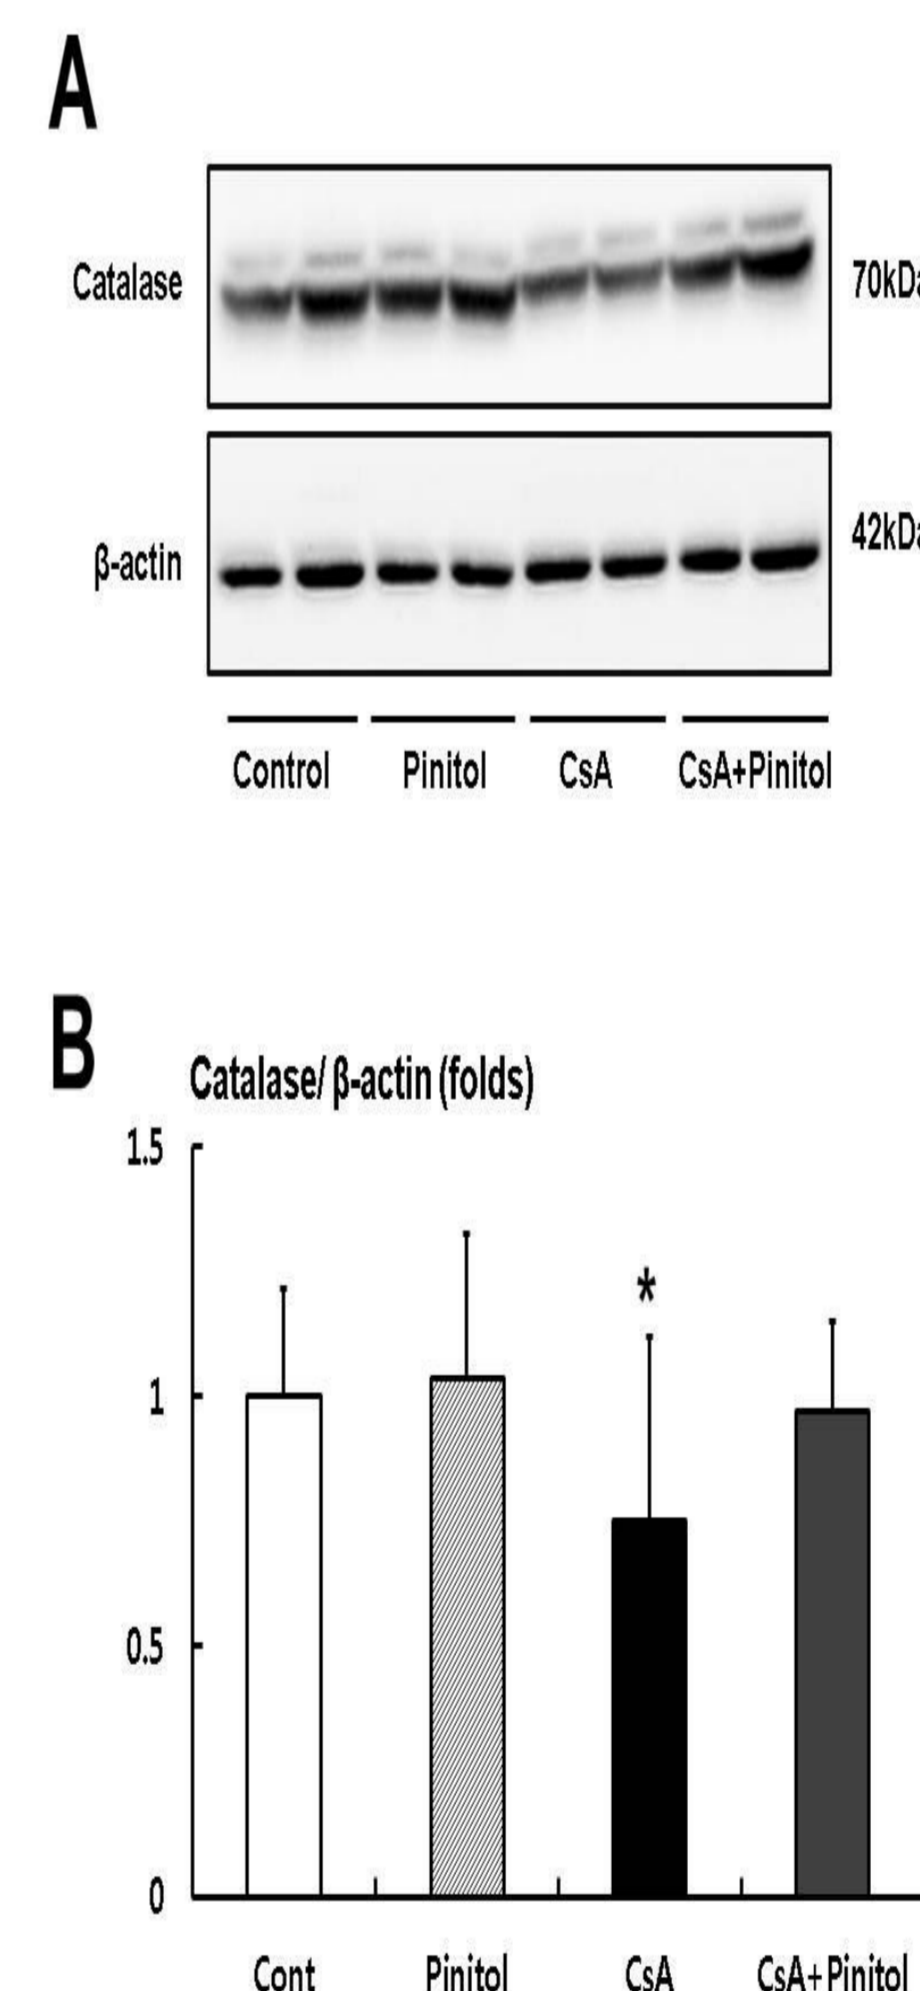 A
Catalase
70kDa
β-actin
42kDa
Control Pinitol CsA CsA+Pinitol
B
Catalase/ β-actin (folds)
1.5
*
1
0.5
0
Cont Pinitol CsA CsA+Pinitol